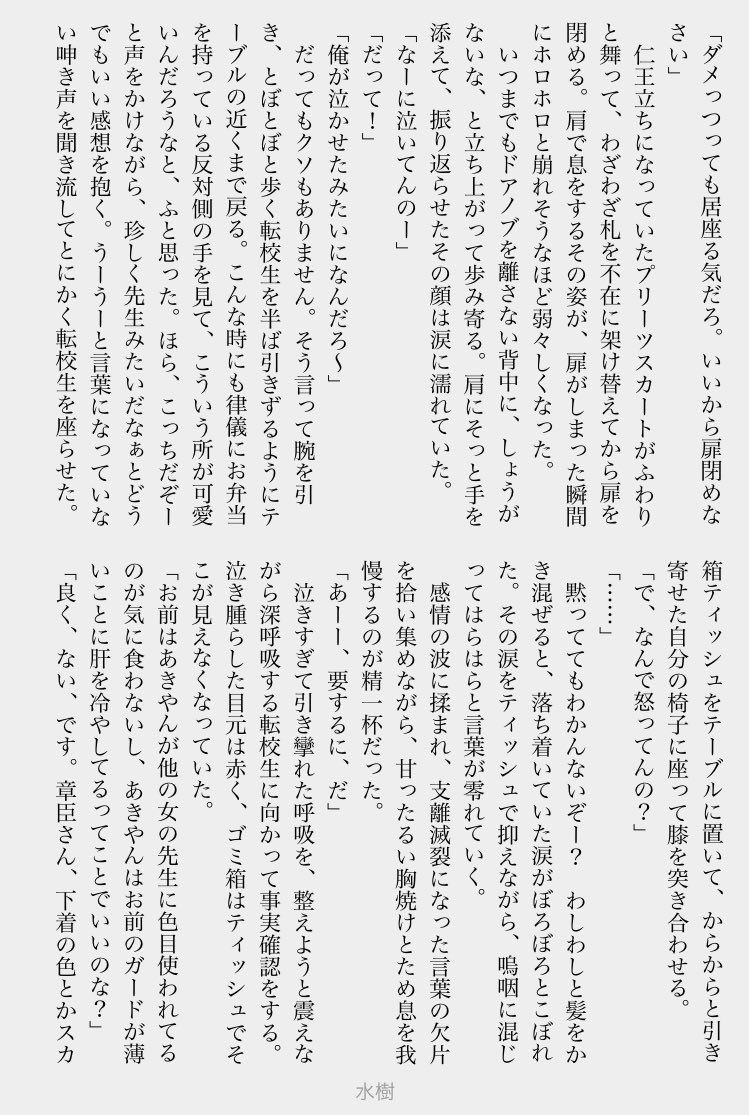 「ダメっつっても居座る気だろ。いいから扉閉めな
さい」
　仁王立ちになっていたプリーツスカートがふわり
と舞って、わざわざ札を不在に架け替えてから扉を
閉める。肩で息をするその姿が、扉がしまった瞬間
にホロホロと崩れそうなほど弱々しくなった。
　いつまでもドアノブを離さない背中に、しょうが
ないな、と立ち上がって歩み寄る。肩にそっと手を
添えて、振り返らせたその顔は涙に濡れていた。
「なーに泣いてんのー」
「だって！」
「俺が泣かせたみたいになんだろ〜」
　だってもクソもありません。そう言って腕を引
き、とぼとぼと歩く転校生を半ば引きずるようにテ
ーブルの近くまで戻る。こんな時にも律儀にお弁当
を持っている反対側の手を見て、こういう所が可愛
いんだろうなと、ふと思った。ほら、こっちだぞー
と声をかけながら、珍しく先生みたいだなぁとどう
でもいい感想を抱く。うーうーと言葉になっていな
い呻き声を聞き流してとにかく転校生を座らせた。
箱ティッシュをテーブルに置いて、からからと引き
寄せた自分の椅子に座って膝を突き合わせる。
「で、なんで怒ってんの？」
「……」
　黙っててもわかんないぞー？　わしわしと髪をか
き混ぜると、落ち着いていた涙がぼろぼろとこぼれ
た。その涙をティッシュで抑えながら、嗚咽に混じ
ってはらはらと言葉が零れていく。
　感情の波に揉まれ、支離滅裂になった言葉の欠片
を拾い集めながら、甘ったるい胸焼けとため息を我
慢するのが精一杯だった。
「あーー、要するに、だ」
　泣きすぎて引き攣れた呼吸を、整えようと震えな
がら深呼吸する転校生に向かって事実確認をする。
泣き腫らした目元は赤く、ゴミ箱はティッシュでそ
こが見えなくなっていた。
「お前はあきやんが他の女の先生に色目使われてる
のが気に食わないし、あきやんはお前のガードが薄
いことに肝を冷やしてるってことでいいのな？」
「良く、ない、です。章臣さん、下着の色とかスカ
水樹